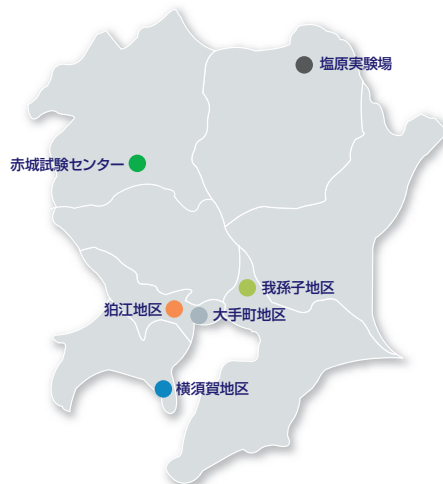 塩原実験場
赤城試験センター
我孫子地区
狛江地区
大手町地区
横須賀地区